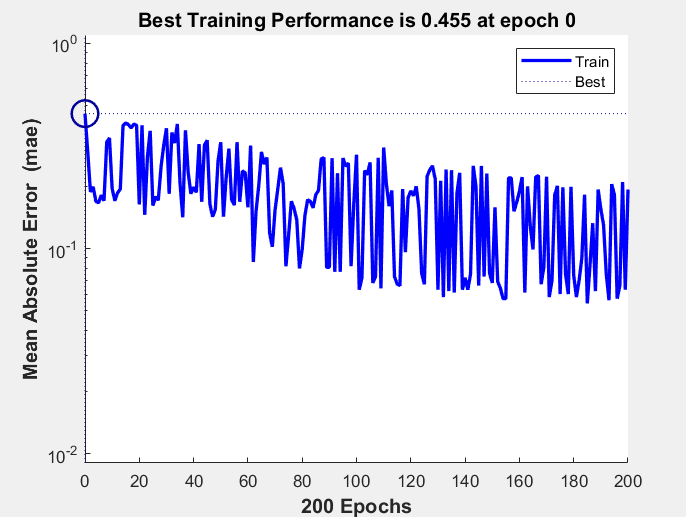 Best Training Performance is 0.455 at epoch 0
10^0
Train
Best
Mean Absolute Error (mae)
10^-1
10^-2
0 20 40 60 80 100 120 140 160 180 200
200 Epochs